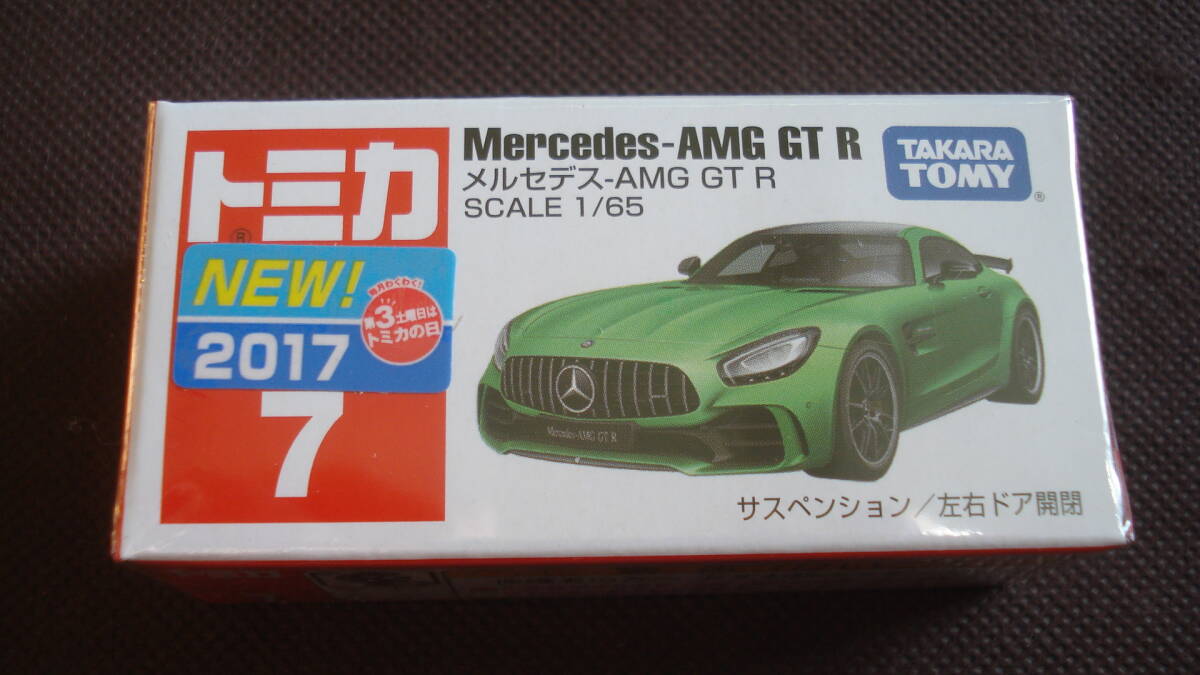 トミカ
®
NEW!
2017
毎月わくわく!
第3土曜日は
トミカの日
7
Mercedes-AMG GT R
メルセデス-AMG GT R
SCALE 1/65
TAKARA
TOMY
®
Mercedes-AMG GT R
サスペンション/左右ドア開閉